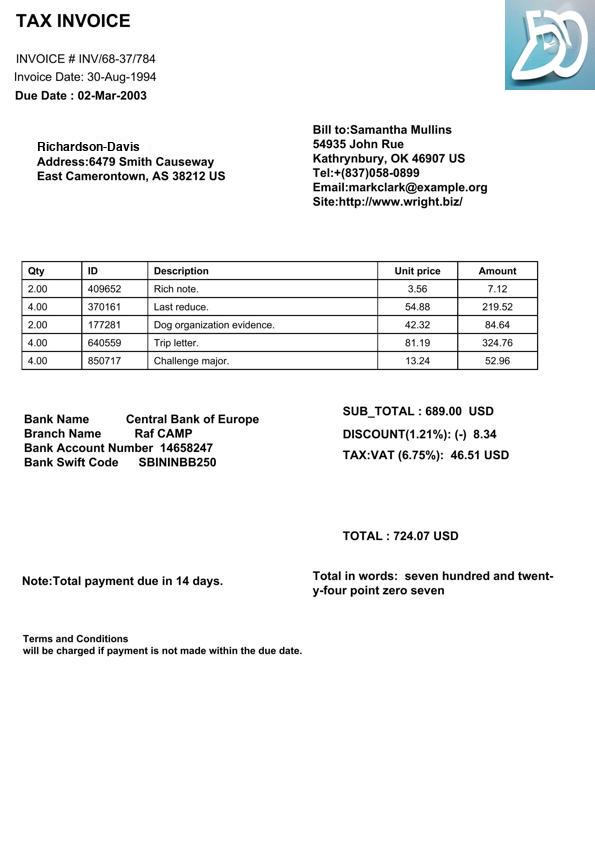 TAX INVOICE
INVOICE # INV/68-37/784
Invoice Date: 30-Aug-1994
Due Date : 02-Mar-2003
Richardson-Davis
Address:6479 Smith Causeway
East Camerontown, AS 38212 US
Bill to:Samantha Mullins
54935 John Rue
Kathrynbury, OK 46907 US
Tel:+(837)058-0899
Email:markclark@example.org
Site:http://www.wright.biz/
Qty ID Description Unit price Amount
2.00 409652 Rich note. 3.56 7.12
4.00 370161 Last reduce. 54.88 219.52
2.00 177281 Dog organization evidence. 42.32 84.64
4.00 640559 Trip letter. 81.19 324.76
4.00 850717 Challenge major. 13.24 52.96
Bank Name Central Bank of Europe
Branch Name Raf CAMP
Bank Account Number 14658247
Bank Swift Code SBININBB250
SUB_TOTAL : 689.00 USD
DISCOUNT(1.21%): (-) 8.34
TAX:VAT (6.75%): 46.51 USD
TOTAL : 724.07 USD
Note:Total payment due in 14 days.
Total in words: seven hundred and twent-
y-four point zero seven
Terms and Conditions
will be charged if payment is not made within the due date.